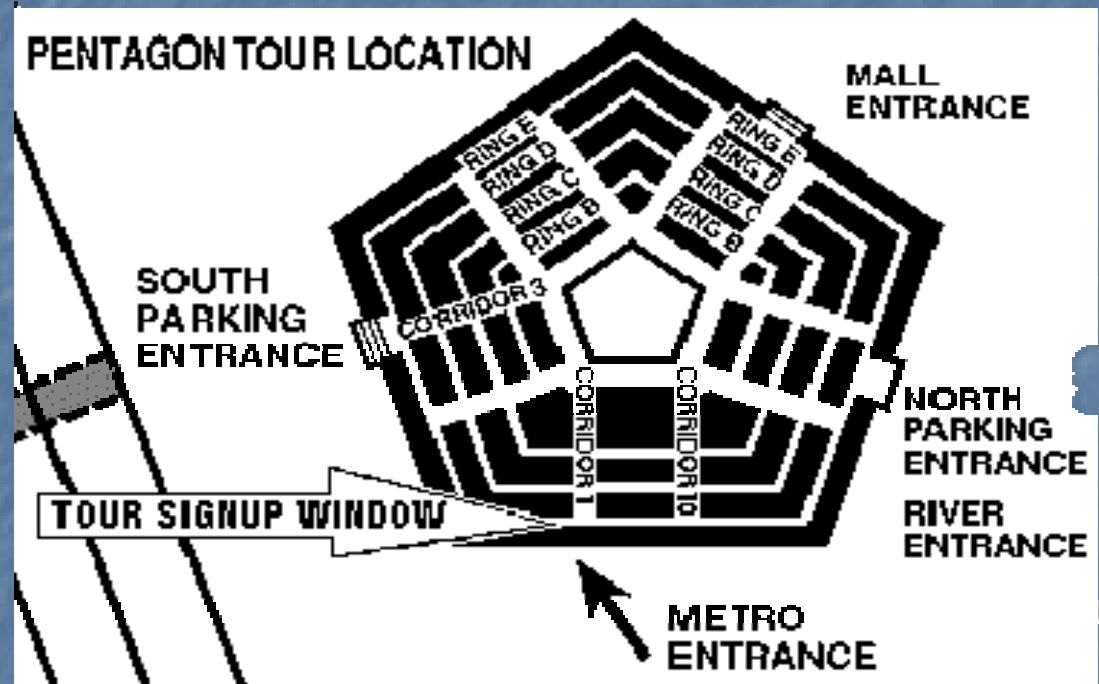 PENTAGON TOUR LOCATION
MALL
ENTRANCE
RING E
RING D
RING C
RING B
RING E
RING D
RING C
RING B
SOUTH
PARKING
ENTRANCE
CORRIDOR 3
CORRIDOR 1
CORRIDOR 10
NORTH
PARKING
ENTRANCE
RIVER
ENTRANCE
TOUR SIGNUP WINDOW
METRO
ENTRANCE